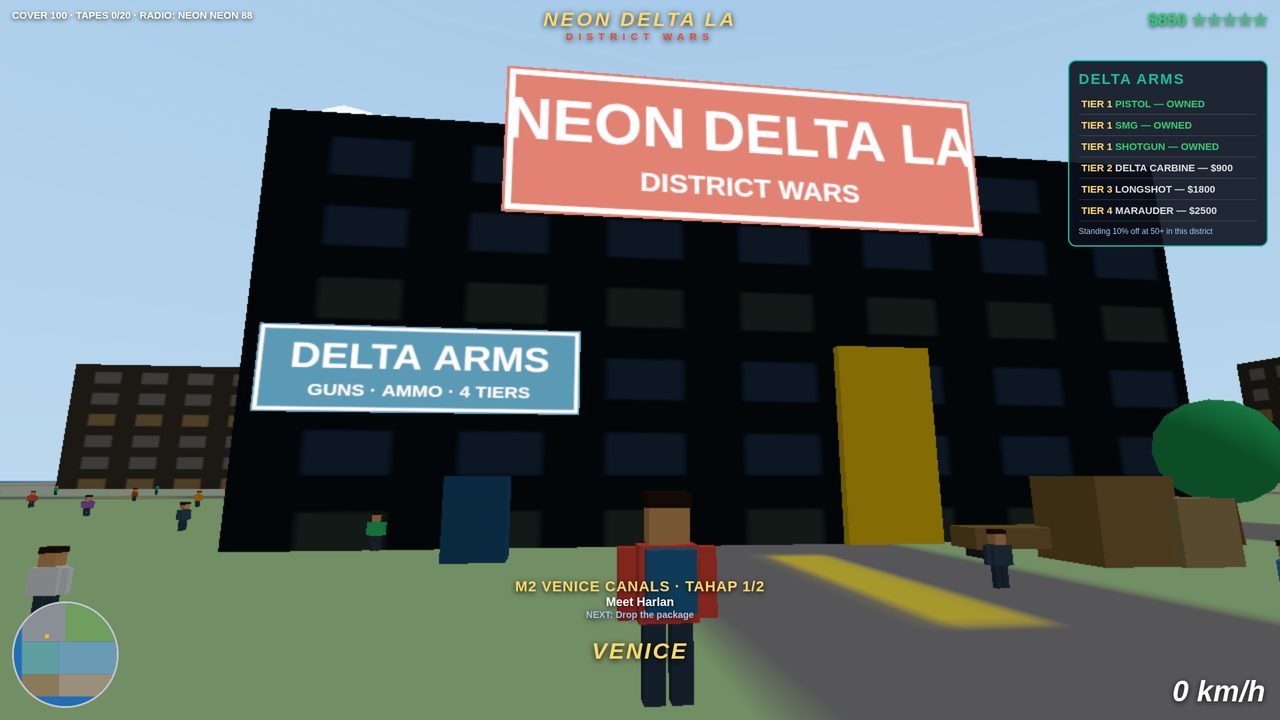 COVER 100 · TAPES 0/20 · RADIO: NEON NEON 88
NEON DELTA LA
DISTRICT WARS
$850 ★★★★★
DELTA ARMS
TIER 1 PISTOL — OWNED
TIER 1 SMG — OWNED
TIER 1 SHOTGUN — OWNED
TIER 2 DELTA CARBINE — $900
TIER 3 LONGSHOT — $1800
TIER 4 MARAUDER — $2500
Standing 10% off at 50+ in this district
NEON DELTA LA
DISTRICT WARS
DELTA ARMS
GUNS · AMMO · 4 TIERS
M2 VENICE CANALS · TAHAP 1/2
Meet Harlan
NEXT: Drop the package
VENICE
0 km/h